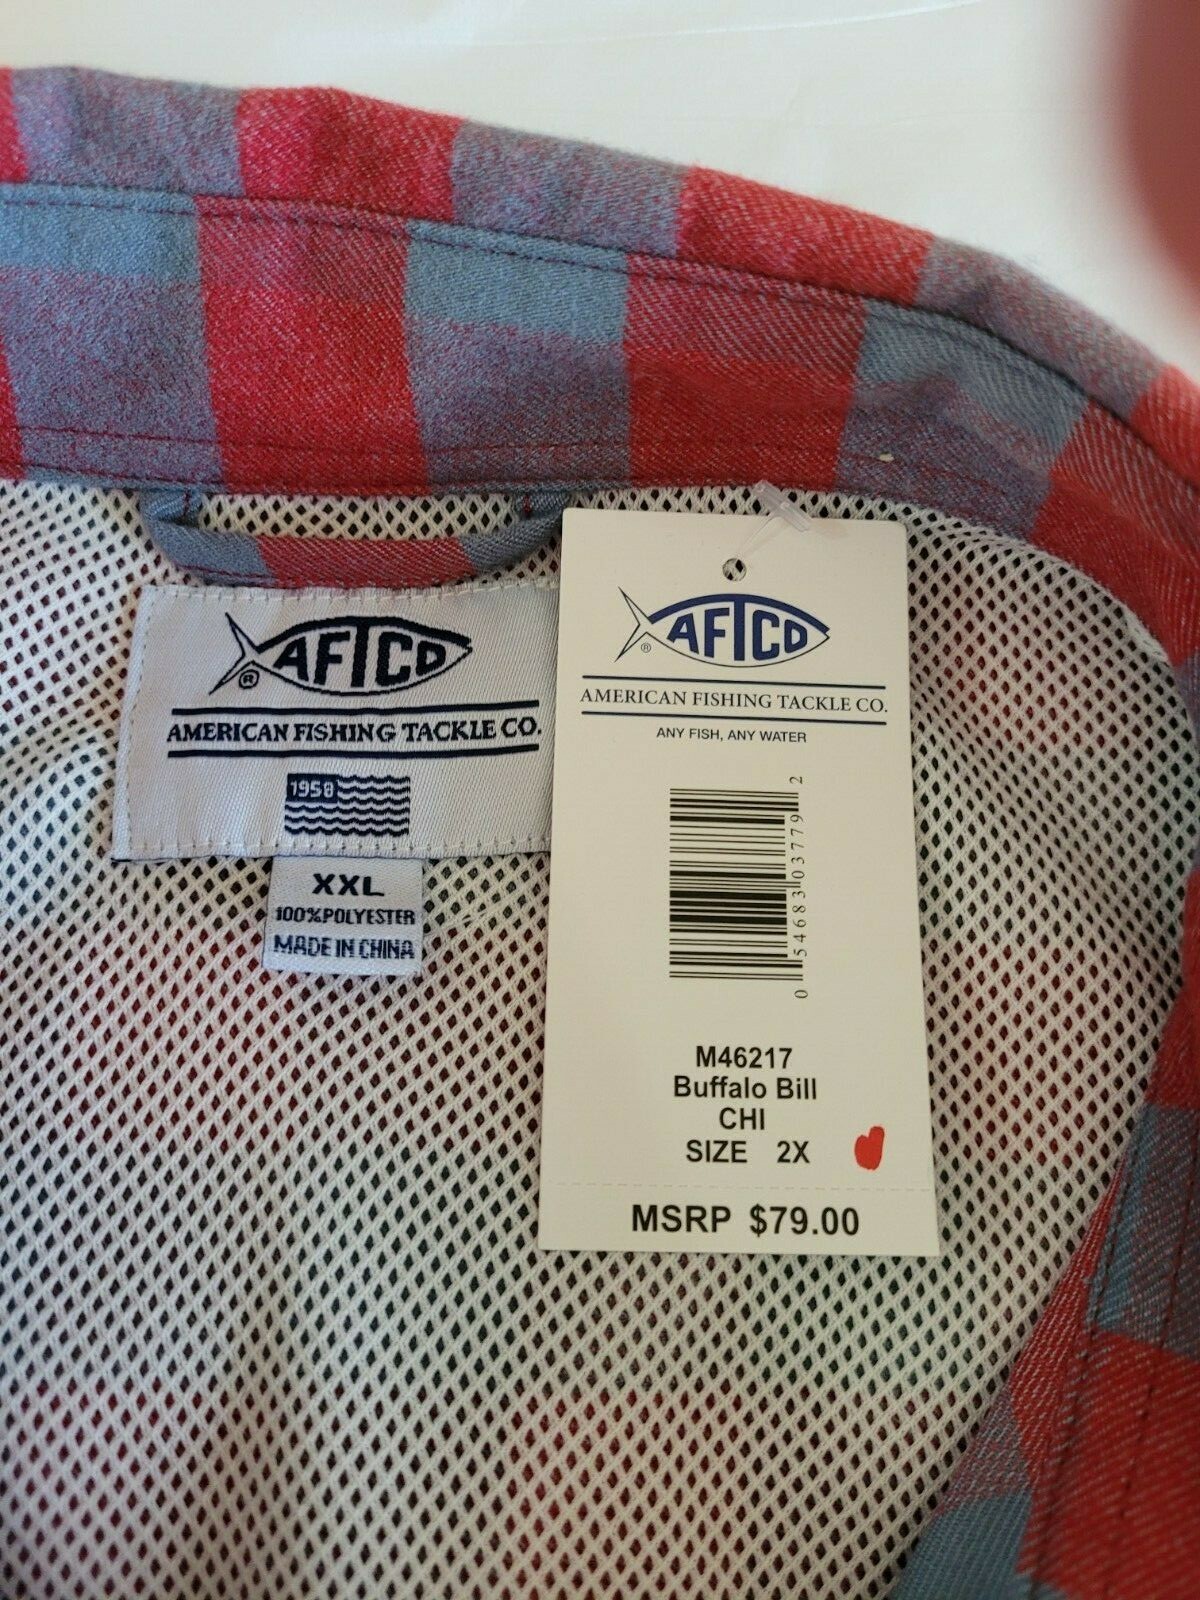 AFTCO
®
AMERICAN FISHING TACKLE CO.
1958
XXL
100%POLYESTER
MADE IN CHINA
AFTCO
®
AMERICAN FISHING TACKLE CO.
ANY FISH, ANY WATER
0 54683 03779 2
M46217
Buffalo Bill
CHI
SIZE 2X
MSRP $79.00